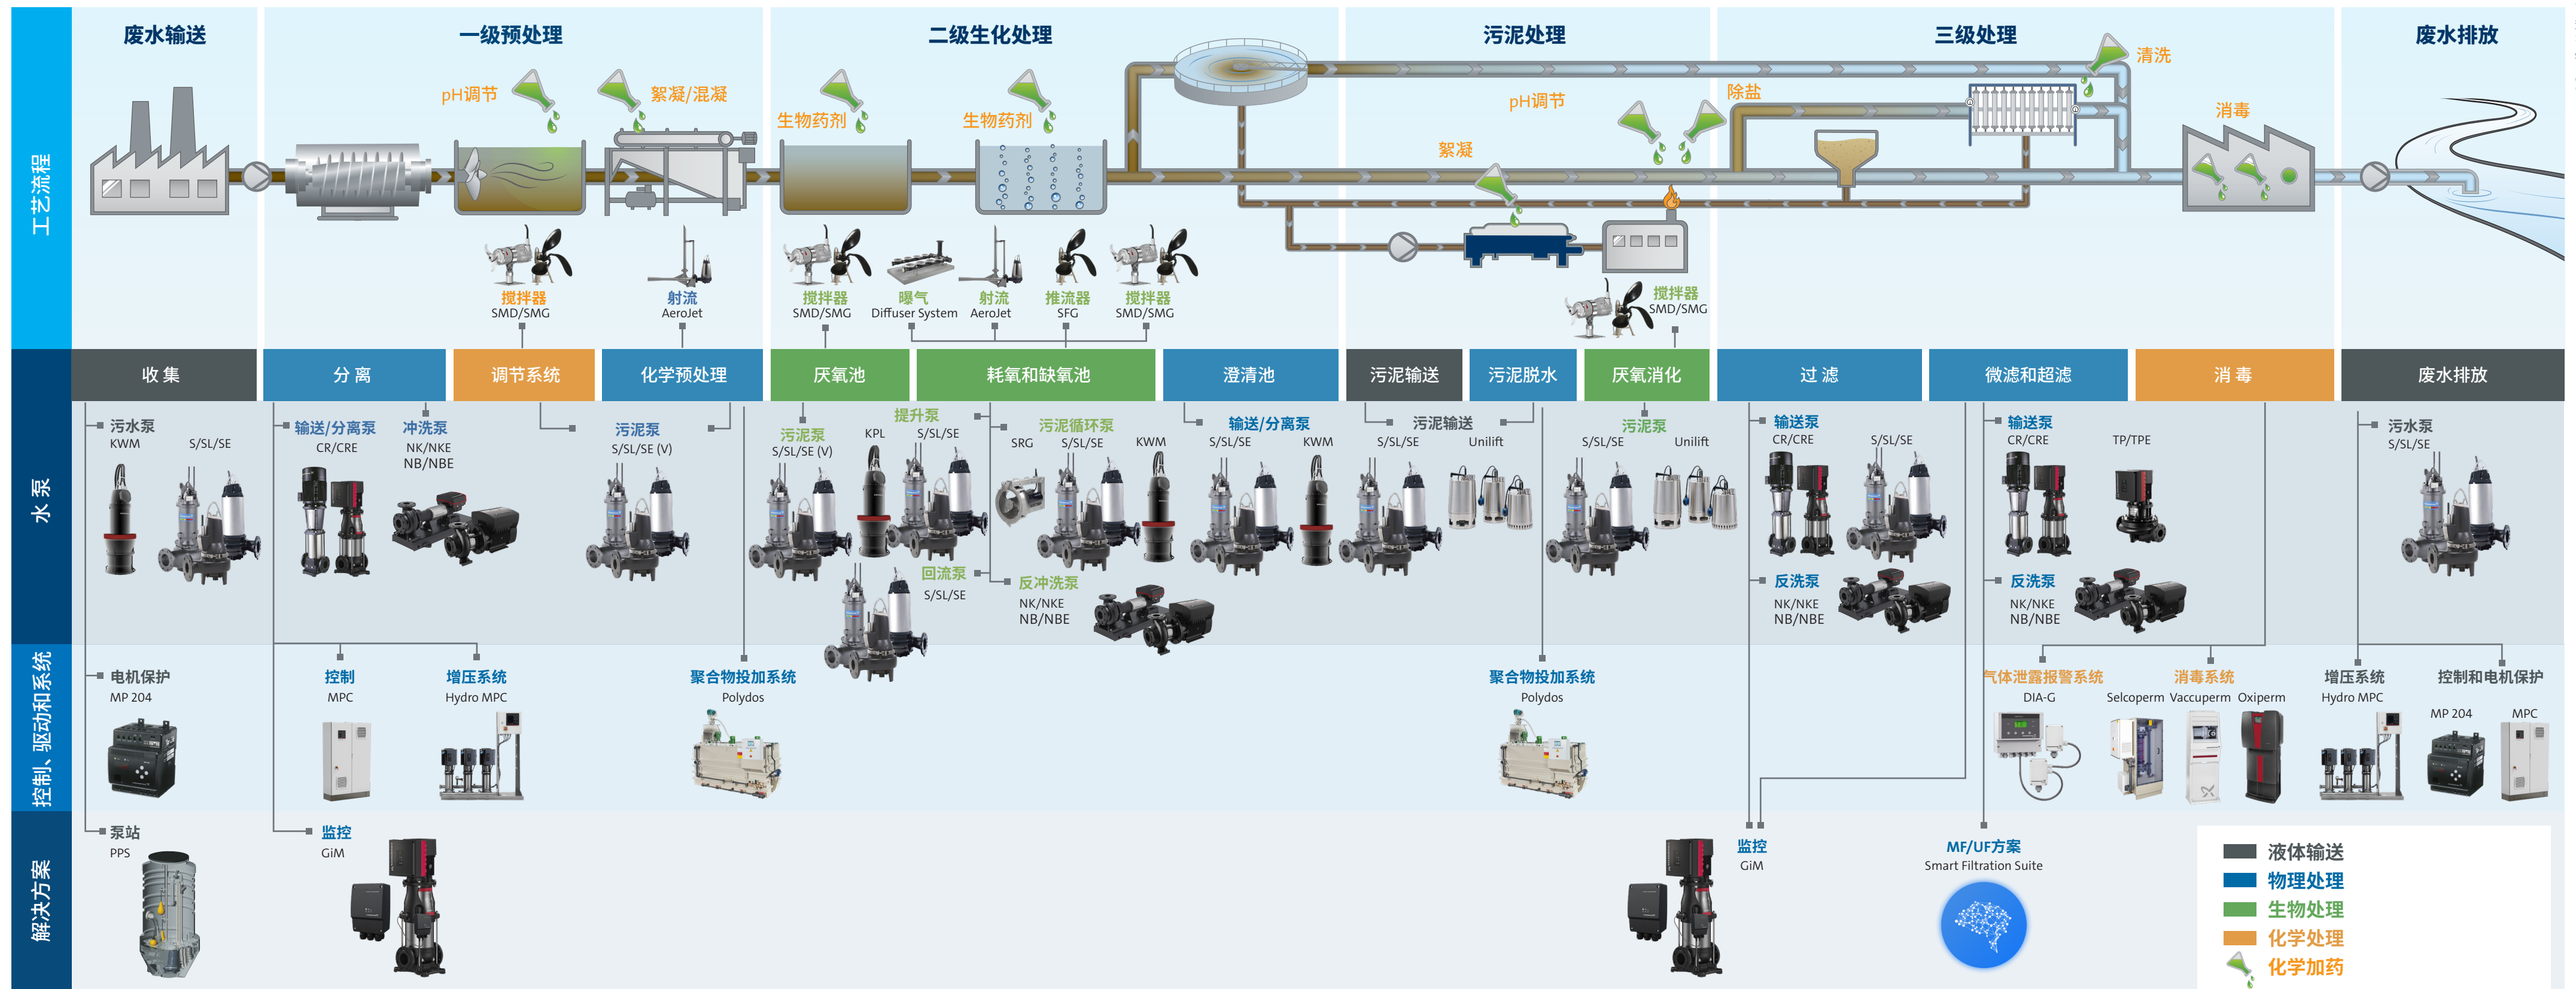 废水输送
一级预处理
二级生化处理
污泥处理
三级处理
废水排放
工艺流程
pH调节
絮凝/混凝
生物药剂
生物药剂
絮凝
pH调节
除盐
清洗
消毒
搅拌器
SMD/SMG
射流
AeroJet
搅拌器
SMD/SMG
曝气
Diffuser System
射流
AeroJet
推流器
SFG
搅拌器
SMD/SMG
搅拌器
SMD/SMG
收集
分离
调节系统
化学预处理
厌氧池
耗氧和缺氧池
澄清池
污泥输送
污泥脱水
厌氧消化
过滤
微滤和超滤
消毒
废水排放
水泵
污水泵
KWM
S/SL/SE
输送/分离泵
CR/CRE
冲洗泵
NK/NKE
NB/NBE
污泥泵
S/SL/SE (V)
污泥泵
S/SL/SE (V)
提升泵
KPL
S/SL/SE
回流泵
S/SL/SE
污泥循环泵
SRG
S/SL/SE
KWM
反冲洗泵
NK/NKE
NB/NBE
输送/分离泵
S/SL/SE
KWM
污泥输送
S/SL/SE
Unilift
污泥泵
S/SL/SE
Unilift
输送泵
CR/CRE
S/SL/SE
反洗泵
NK/NKE
NB/NBE
输送泵
CR/CRE
TP/TPE
反洗泵
NK/NKE
NB/NBE
污水泵
S/SL/SE
控制、驱动和系统
电机保护
MP 204
控制
MPC
增压系统
Hydro MPC
聚合物投加系统
Polydos
聚合物投加系统
Polydos
气体泄露报警系统
DIA-G
消毒系统
Selcoperm
Vaccuperm
Oxiperm
增压系统
Hydro MPC
控制和电机保护
MP 204
MPC
解决方案
泵站
PPS
监控
GiM
监控
GiM
MF/UF方案
Smart Filtration Suite
液体输送
物理处理
生物处理
化学处理
化学加药